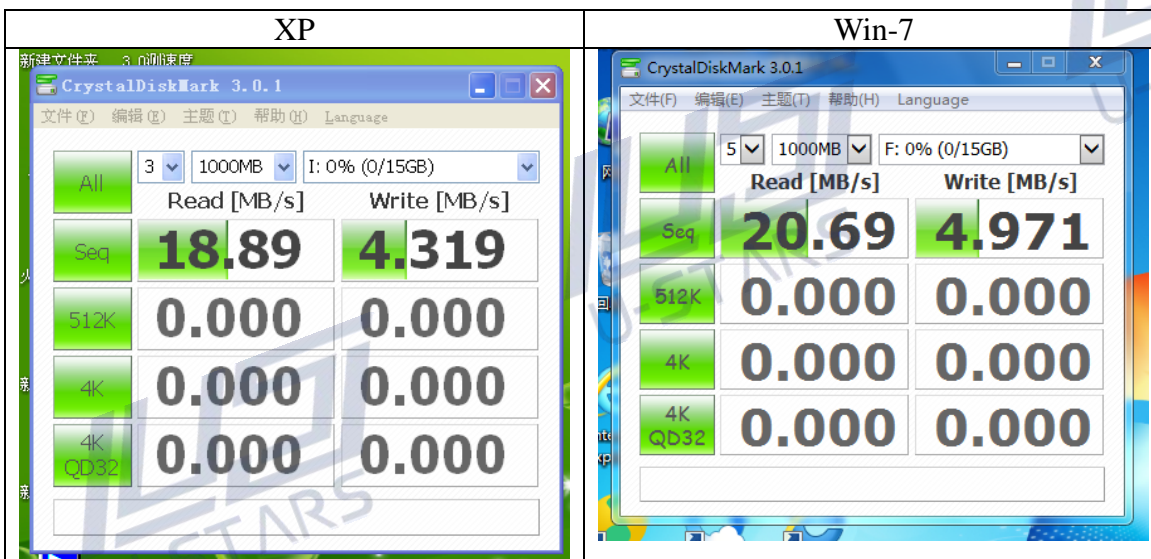 XP
Win-7
新建文件夹 3.0测速度
CrystalDiskMark 3.0.1
文件(F) 编辑(E) 主题(T) 帮助(H) Language
All
3 1000MB I: 0% (0/15GB)
Read [MB/s] Write [MB/s]
Seq 18.89 4.319
512K 0.000 0.000
4K 0.000 0.000
4K
QD32 0.000 0.000
U-STARS
CrystalDiskMark 3.0.1
文件(F) 编辑(E) 主题(T) 帮助(H) Language
All
5 1000MB F: 0% (0/15GB)
Read [MB/s] Write [MB/s]
Seq 20.69 4.971
512K 0.000 0.000
4K 0.000 0.000
4K
QD32 0.000 0.000
U-STARS